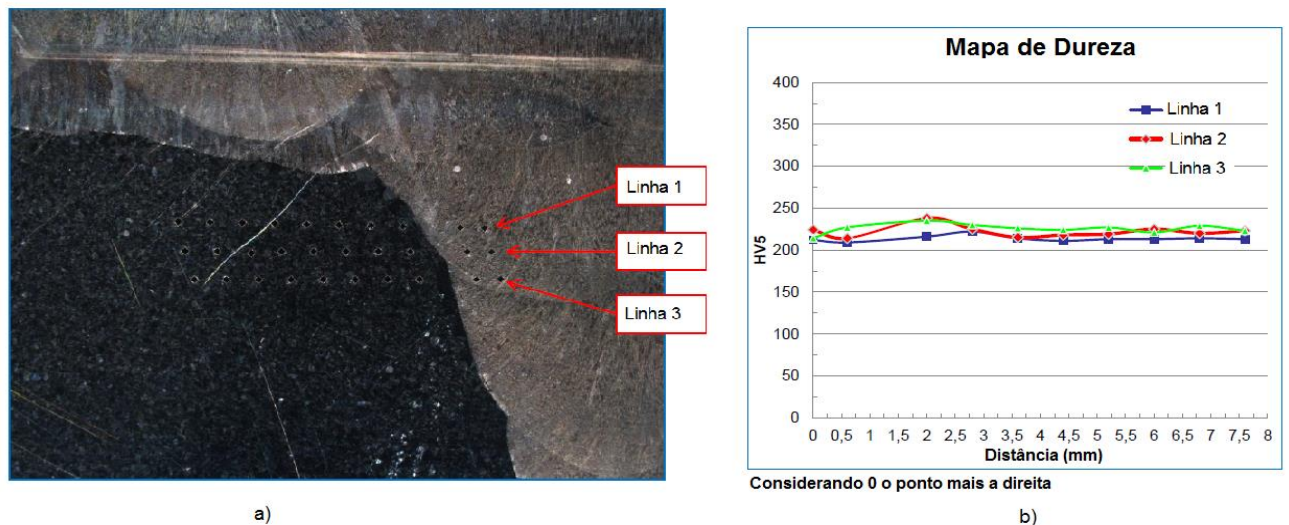 Linha 1
Linha 2
Linha 3
a)
Mapa de Dureza
400
350
300
250
200
150
100
50
0
HV5
Linha 1
Linha 2
Linha 3
0 0,5 1 1,5 2 2,5 3 3,5 4 4,5 5 5,5 6 6,5 7 7,5 8
Distância (mm)
Considerando 0 o ponto mais a direita
b)